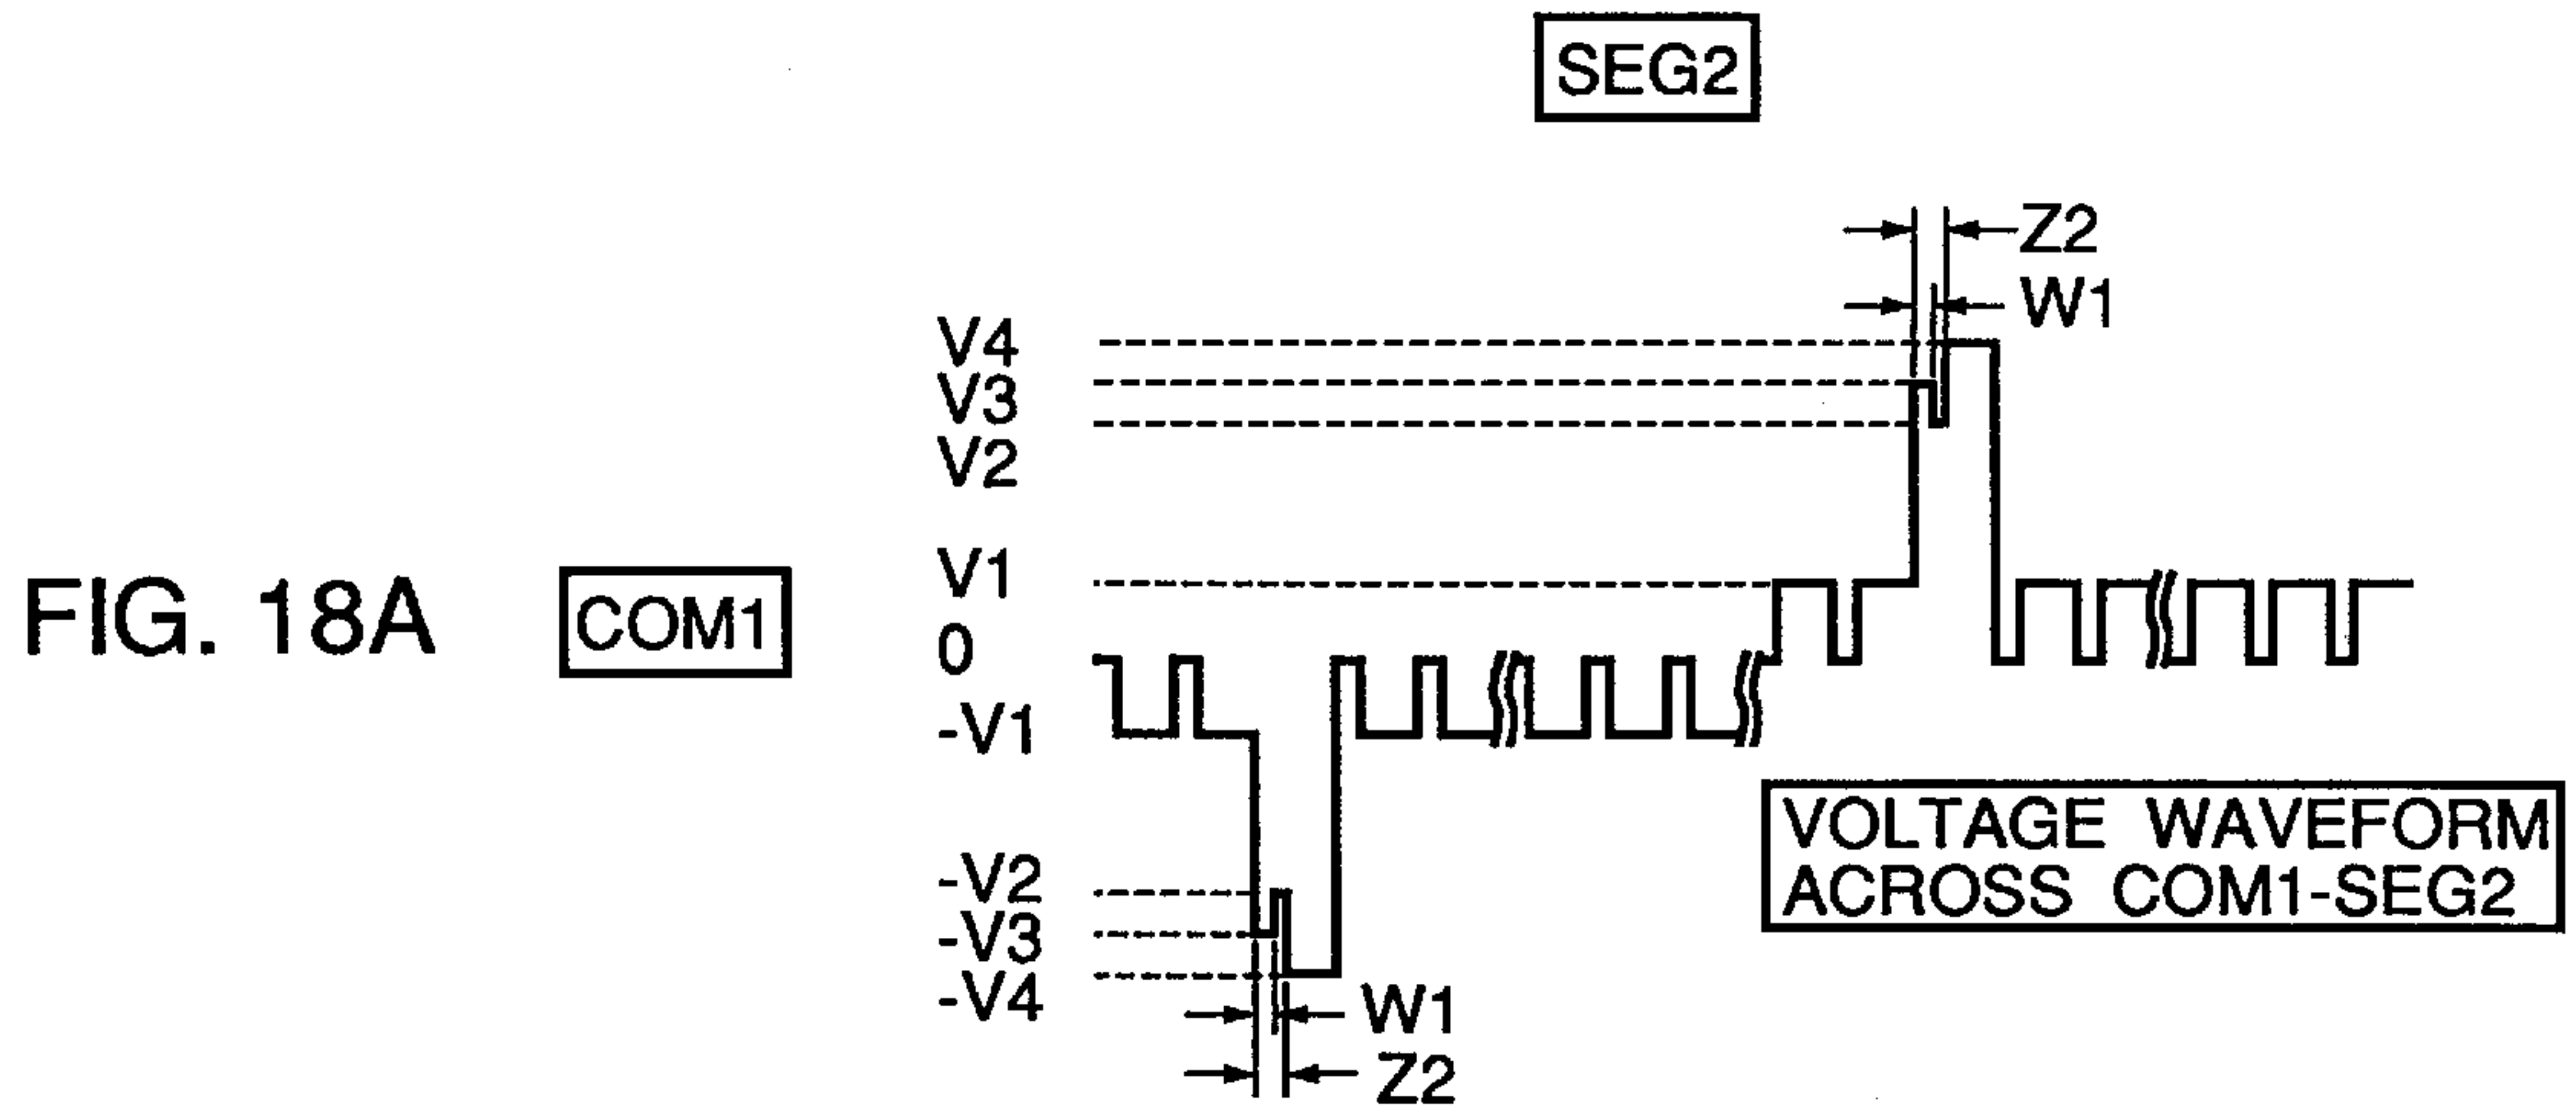 SEG2
Z2
W1
V4
V3
V2
V1
0
-V1
-V2
-V3
-V4
FIG. 18A
COM1
VOLTAGE WAVEFORM
ACROSS COM1-SEG2
W1
Z2